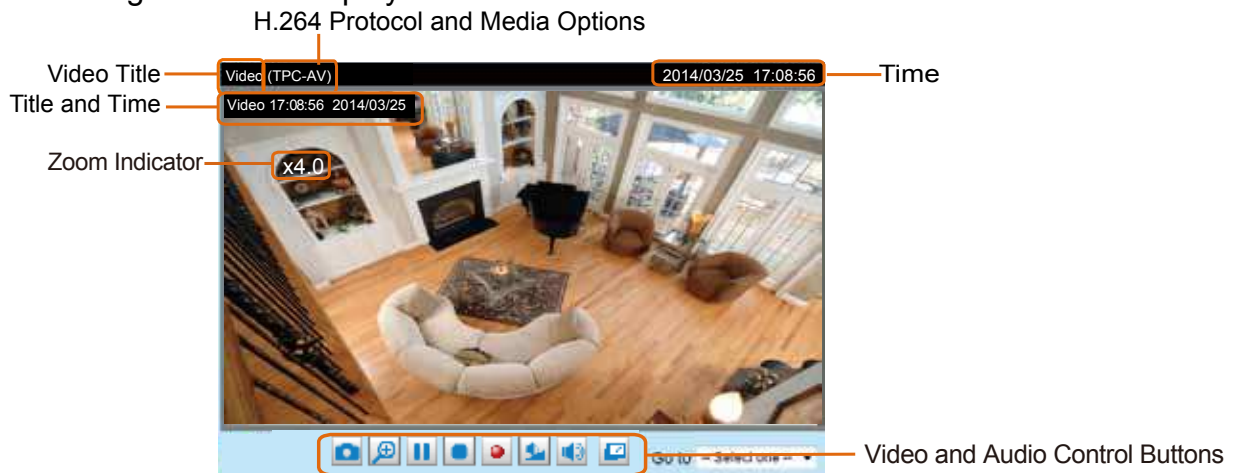 H.264 Protocol and Media Options
Video Title
Video (TPC-AV)
2014/03/25 17:08:56
Time
Title and Time
Video 17:08:56 2014/03/25
Zoom Indicator
x4.0
Go to -- Select one --
Video and Audio Control Buttons